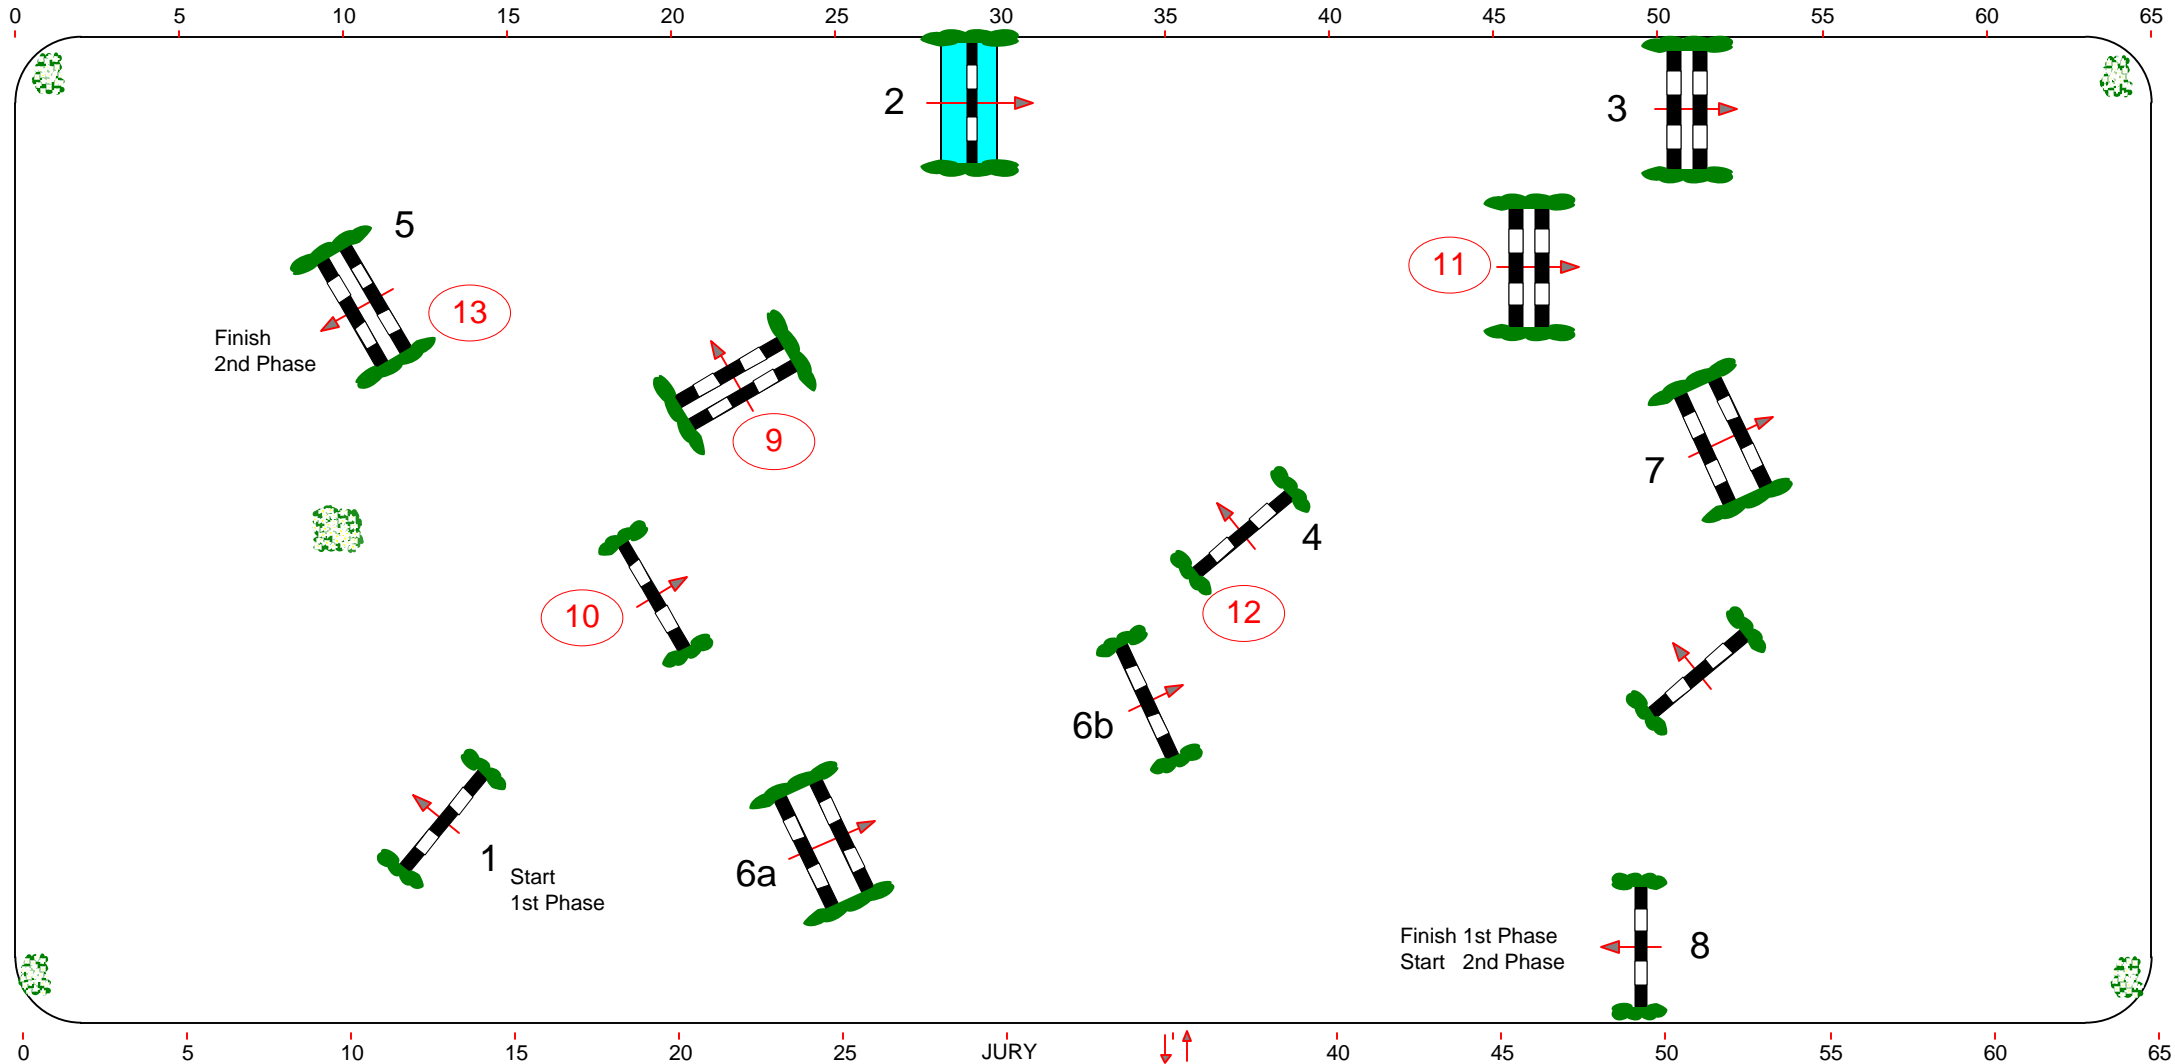 0 5 10 15 20 25 30 35 40 45 50 55 60 65
2
3
5
11
13
Finish
2nd Phase
9
7
4
10
12
6b
1
Start
1st Phase
6a
Finish 1st Phase
Start 2nd Phase
8
0 5 10 15 20 25 JURY 40 45 50 55 60 65